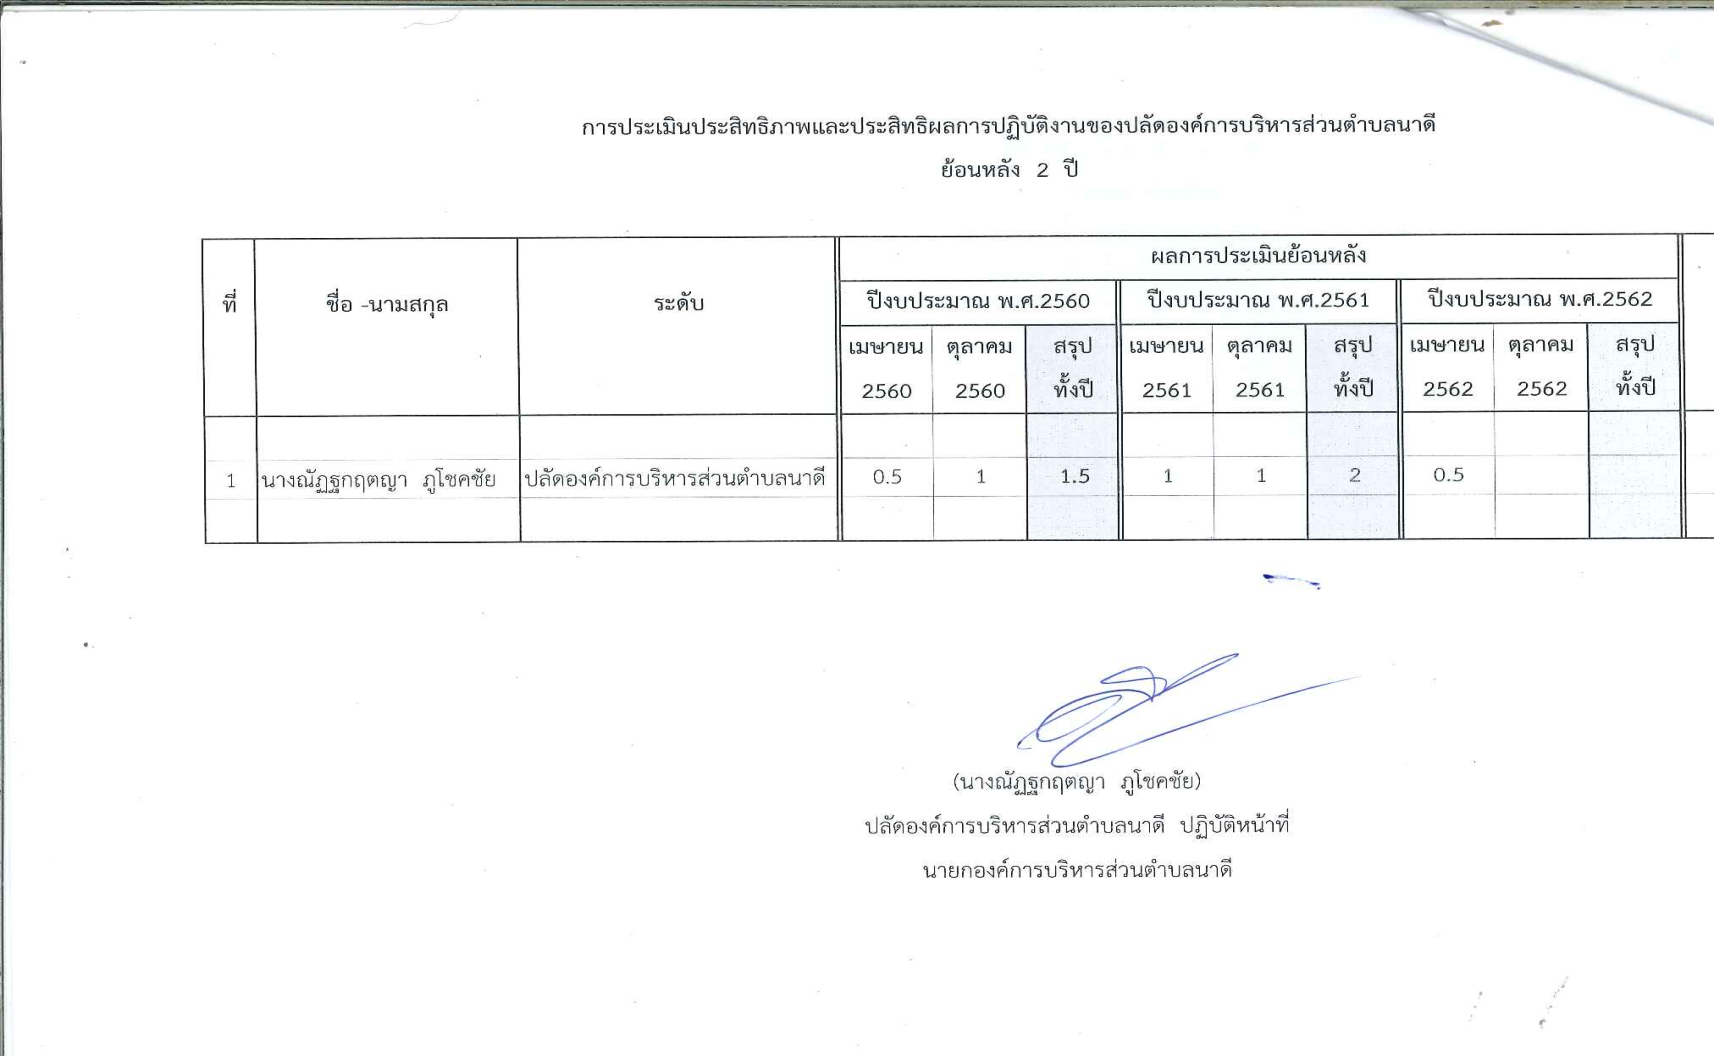 การประเมินประสิทธิภาพและประสิทธิผลการปฏิบัติงานของปลัดองค์การบริหารส่วนตำบลนาดี
ย้อนหลัง 2 ปี
ที่ ชื่อ -นามสกุล ระดับ ผลการประเมินย้อนหลัง
ปีงบประมาณ พ.ศ.2560 ปีงบประมาณ พ.ศ.2561 ปีงบประมาณ พ.ศ.2562
เมษายน ตุลาคม สรุป เมษายน ตุลาคม สรุป เมษายน ตุลาคม สรุป
2560 2560 ทั้งปี 2561 2561 ทั้งปี 2562 2562 ทั้งปี
1 นางณัฏฐกฤตญา ภูโชคชัย ปลัดองค์การบริหารส่วนตำบลนาดี 0.5 1 1.5 1 1 2 0.5
(นางณัฏฐกฤตญา ภูโชคชัย)
ปลัดองค์การบริหารส่วนตำบลนาดี ปฏิบัติหน้าที่
นายกองค์การบริหารส่วนตำบลนาดี